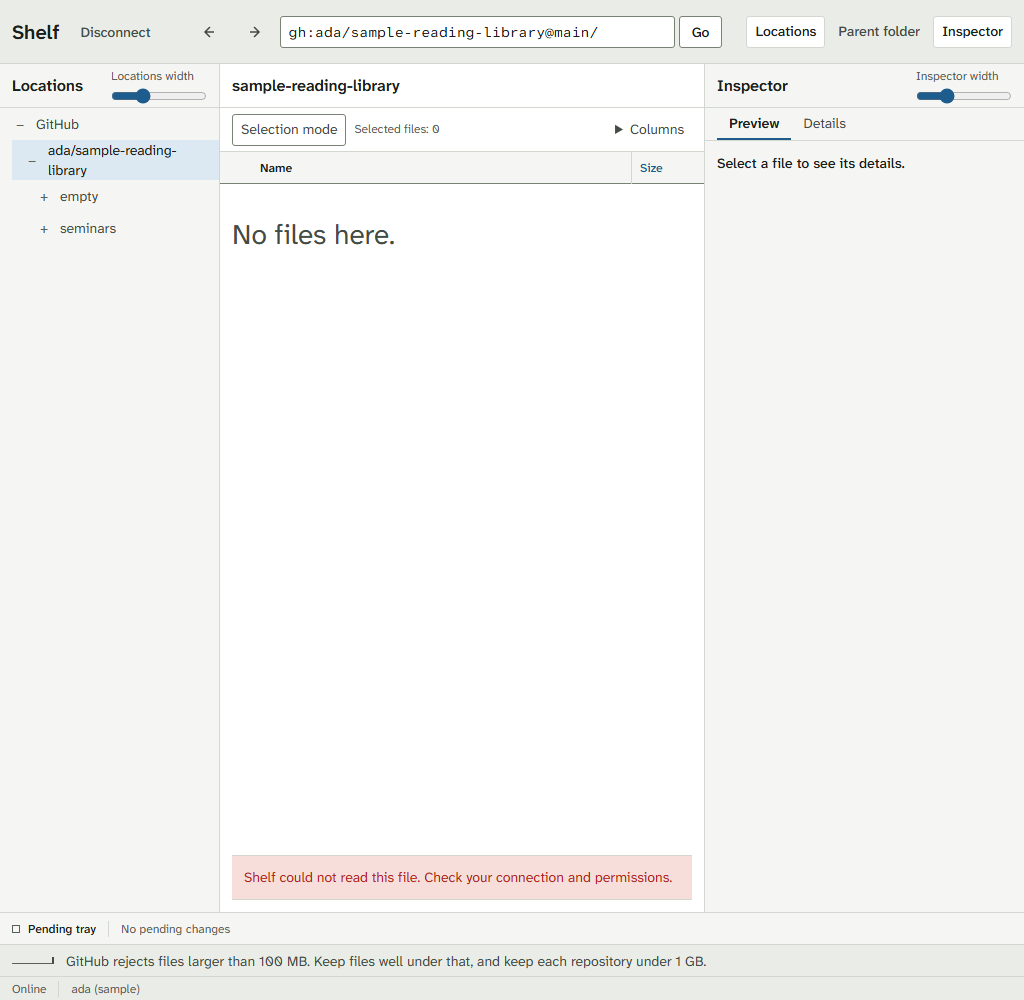 Shelf
Disconnect
←
→
gh:ada/sample-reading-library@main/
Go
Locations
Parent folder
Inspector
Locations
Locations width
− GitHub
− ada/sample-reading-
library
+ empty
+ seminars
sample-reading-library
Selection mode
Selected files: 0
▶ Columns
Name
Size
No files here.
Shelf could not read this file. Check your connection and permissions.
Inspector
Inspector width
Preview
Details
Select a file to see its details.
Pending tray
No pending changes
GitHub rejects files larger than 100 MB. Keep files well under that, and keep each repository under 1 GB.
Online
ada (sample)